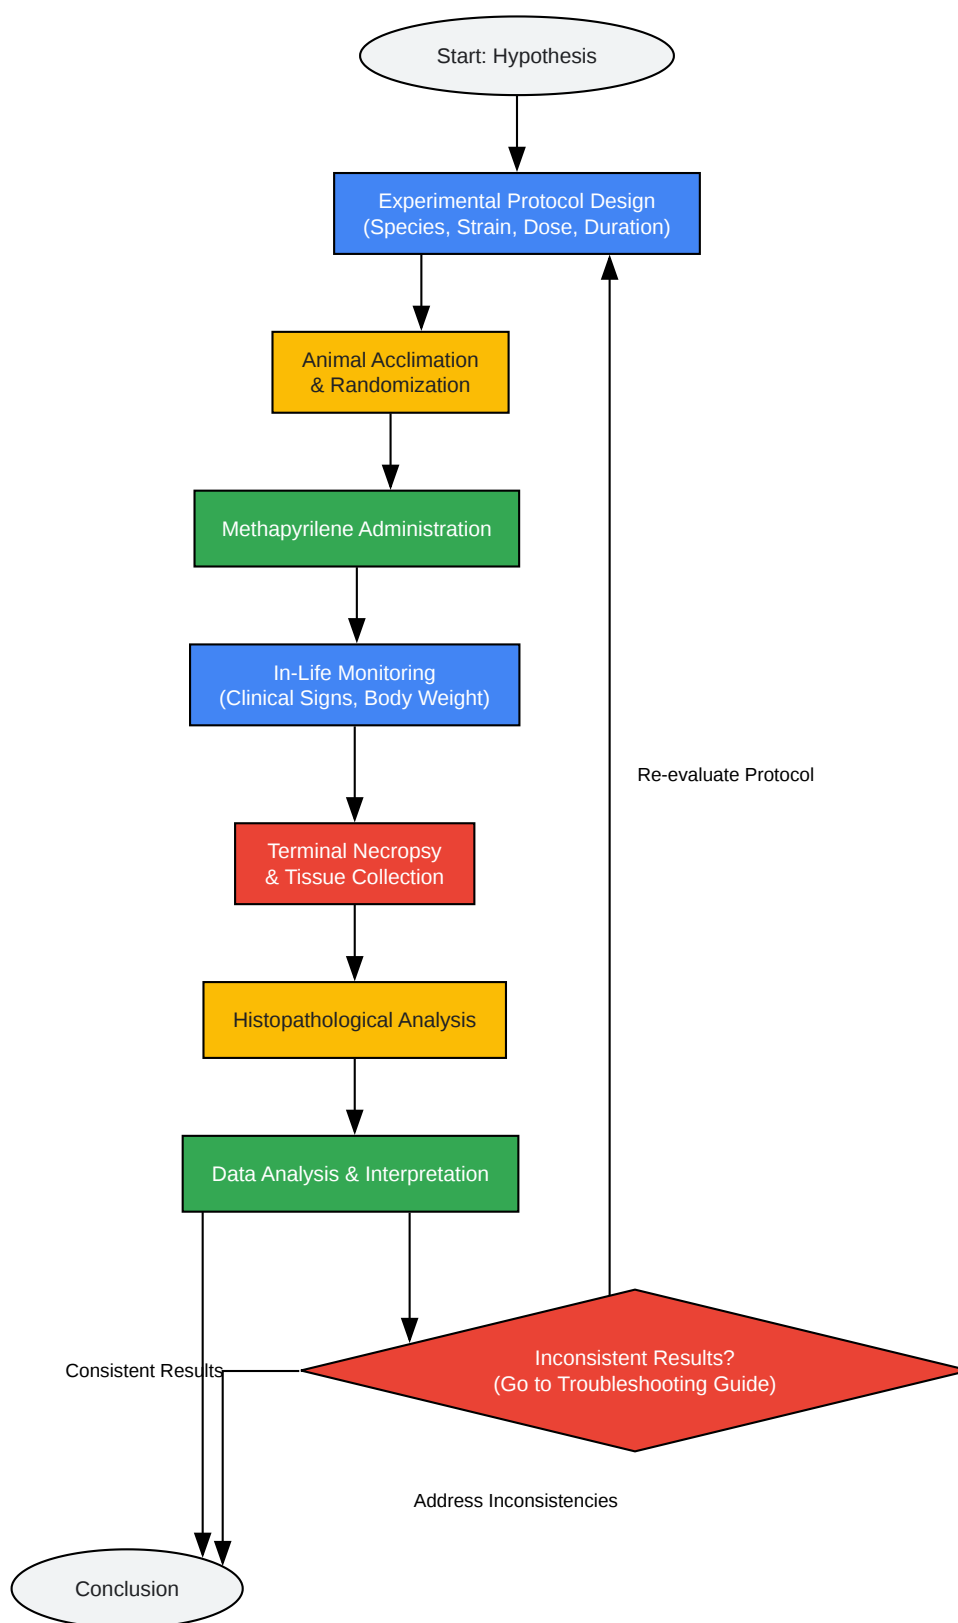 Start: Hypothesis
Experimental Protocol Design
(Species, Strain, Dose, Duration)
Animal Acclimation
& Randomization
Methapyrilene Administration
In-Life Monitoring
(Clinical Signs, Body Weight)
Re-evaluate Protocol
Terminal Necropsy
& Tissue Collection
Histopathological Analysis
Data Analysis & Interpretation
Consistent Results
Inconsistent Results?
(Go to Troubleshooting Guide)
Address Inconsistencies
Conclusion